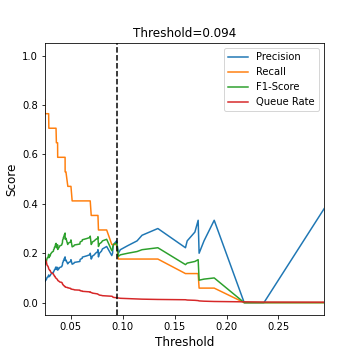 Threshold=0.094
1.0
0.8
0.6
0.4
0.2
0.0
Score
Precision
Recall
F1-Score
Queue Rate
0.05 0.10 0.15 0.20 0.25
Threshold